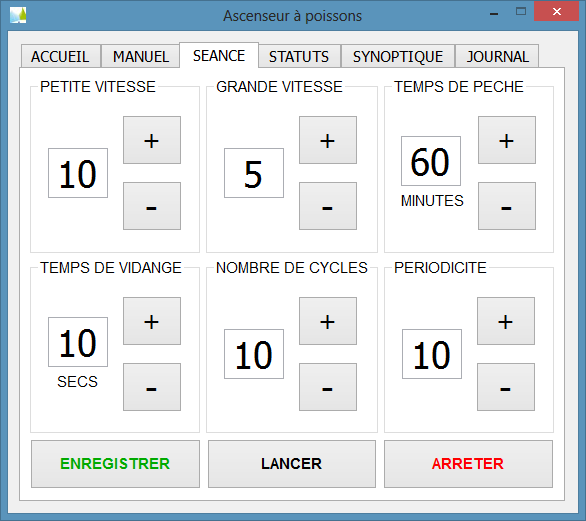 Ascenseur à poissons
ACCUEIL MANUEL SEANCE STATUTS SYNOPTIQUE JOURNAL
PETITE VITESSE GRANDE VITESSE TEMPS DE PECHE
+ + +
10 5 60
- - -
MINUTES
TEMPS DE VIDANGE NOMBRE DE CYCLES PERIODICITE
+ + +
10 10 10
- - -
SECS
ENREGISTRER LANCER ARRETER